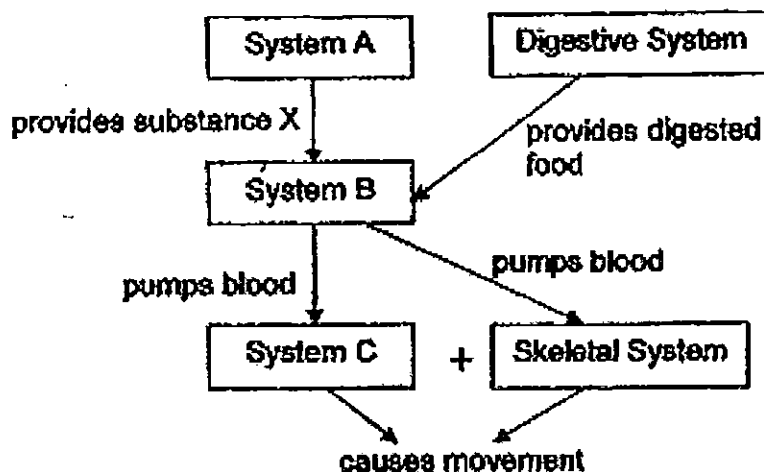 System A
Digestive System
provides substance X
provides digested
food
System B
pumps blood
pumps blood
System C
+
Skeletal System
causes movement